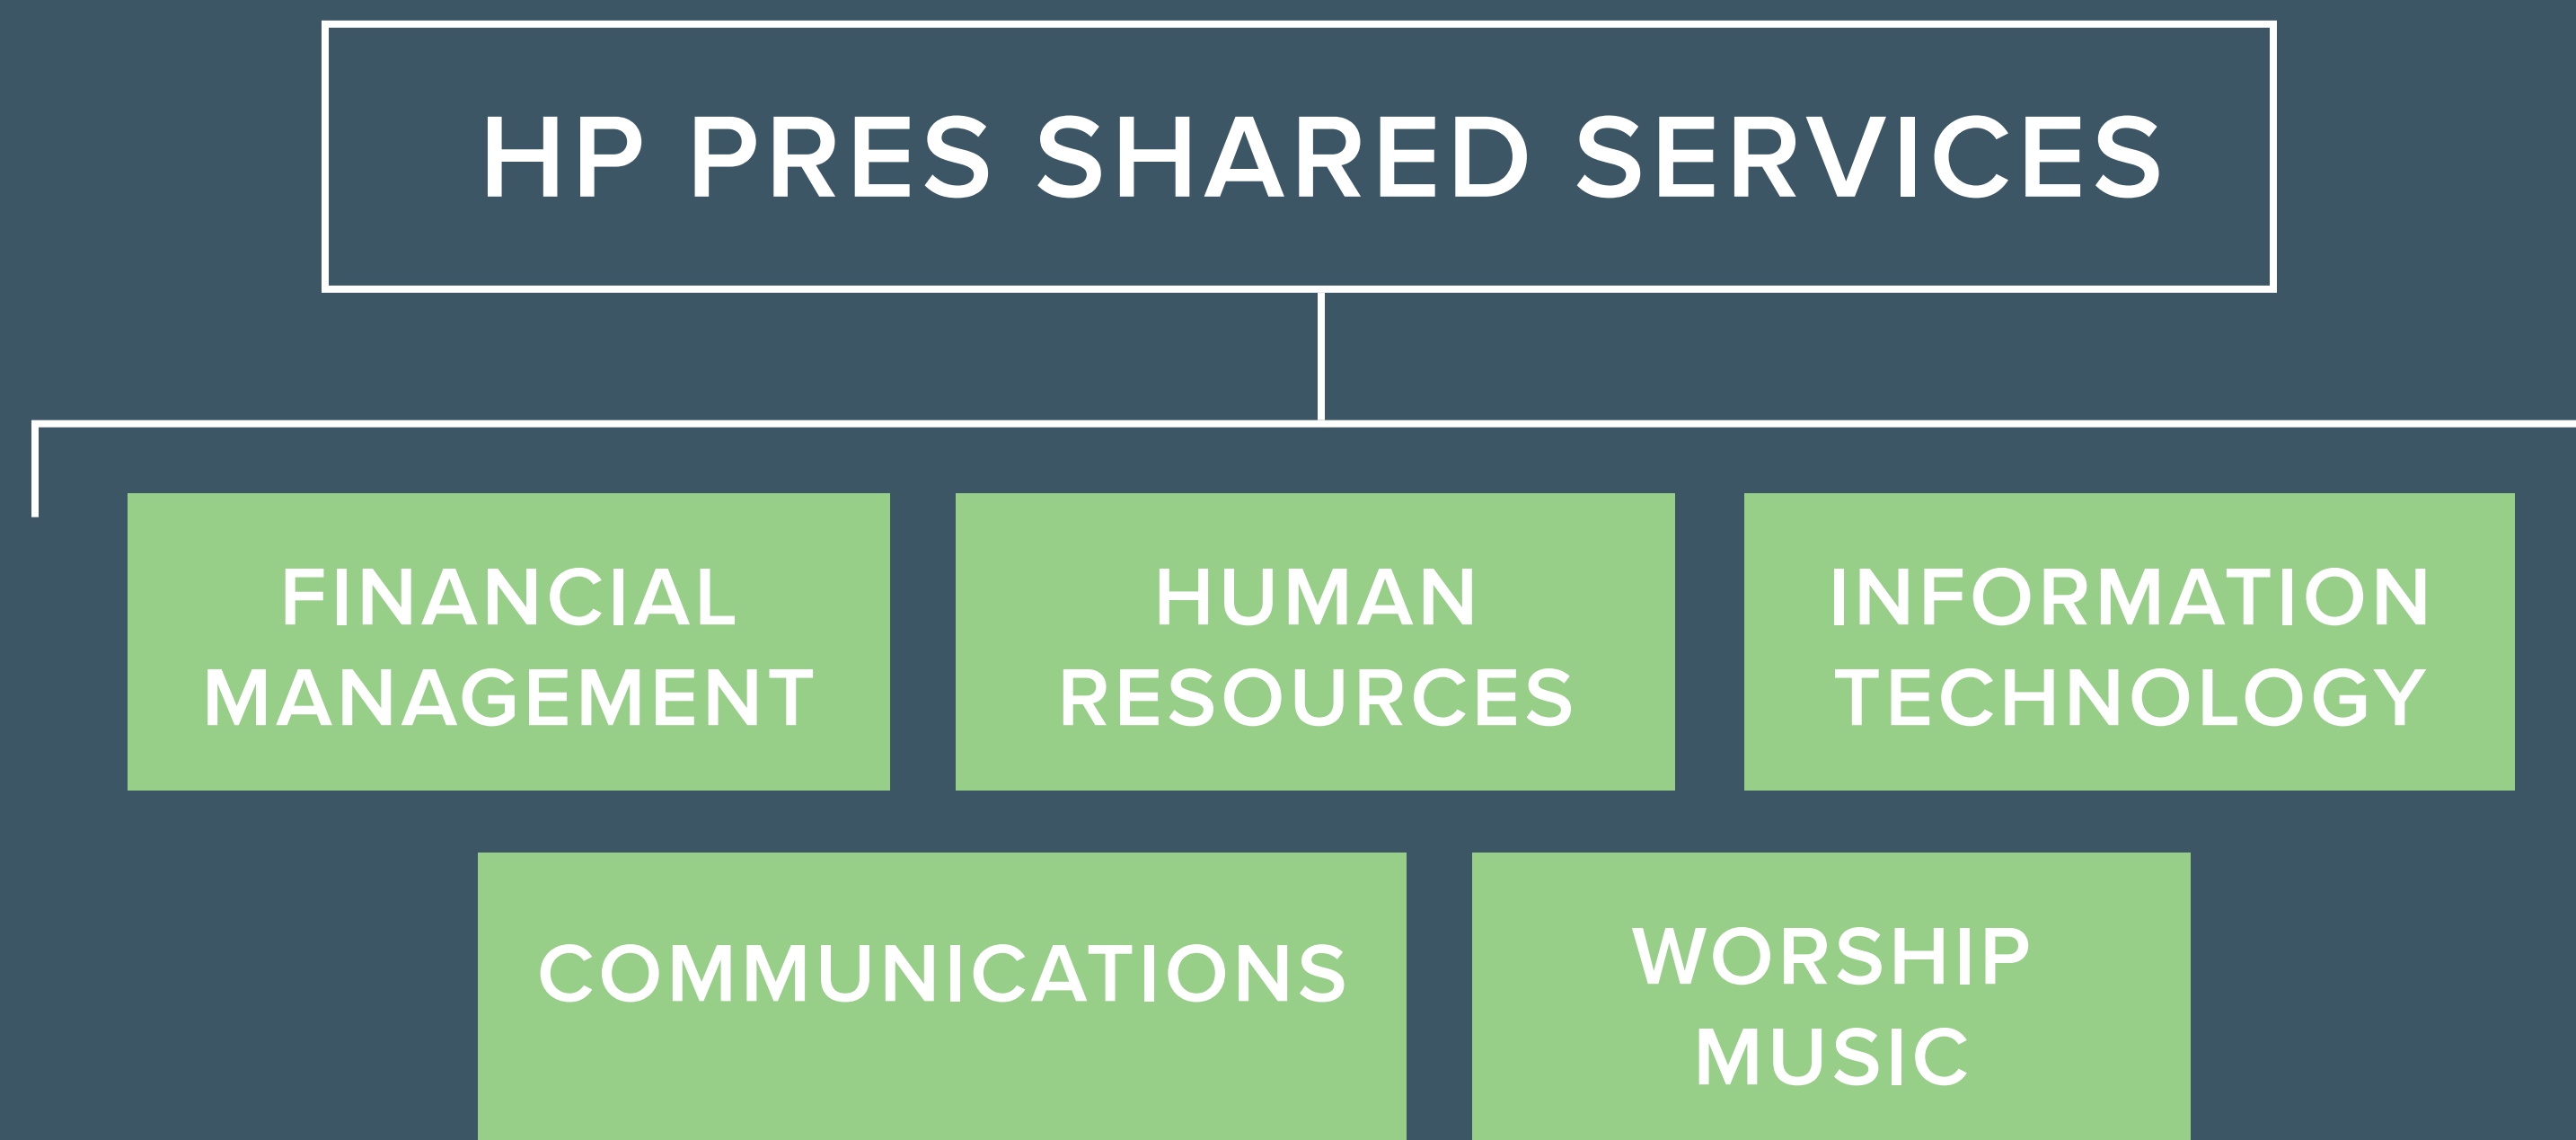 HP PRES SHARED SERVICES
FINANCIAL
MANAGEMENT
HUMAN
RESOURCES
INFORMATION
TECHNOLOGY
COMMUNICATIONS
WORSHIP
MUSIC